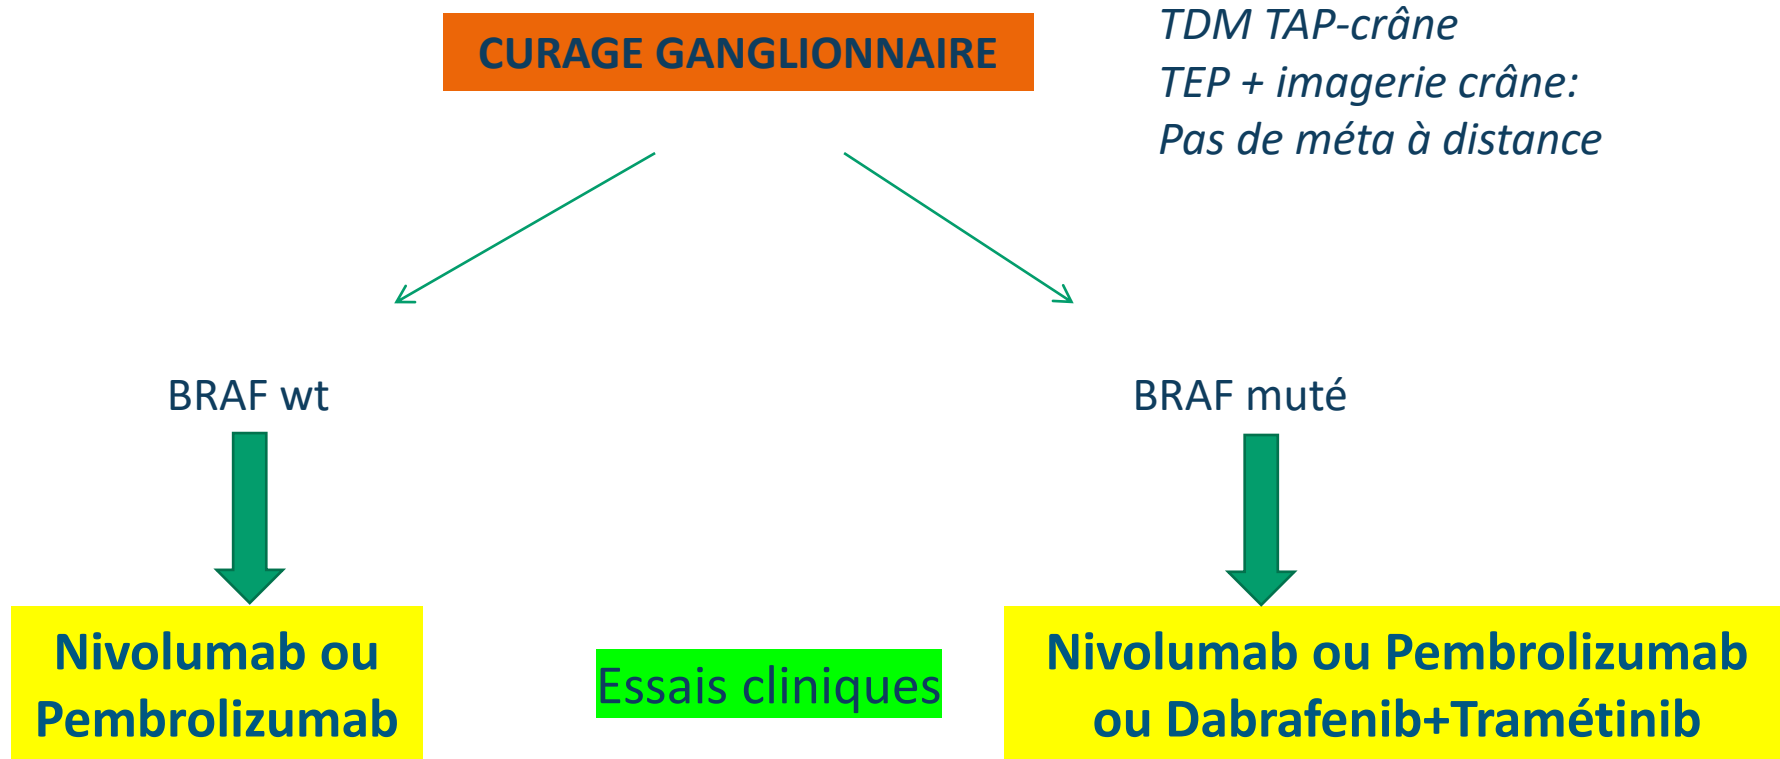 CURAGE GANGLIONNAIRE
TDM TAP-crâne
TEP + imagerie crâne:
Pas de méta à distance
BRAF wt
BRAF muté
Nivolumab ou
Pembrolizumab
Essais cliniques
Nivolumab ou Pembrolizumab
ou Dabrafenib+Tramétinib